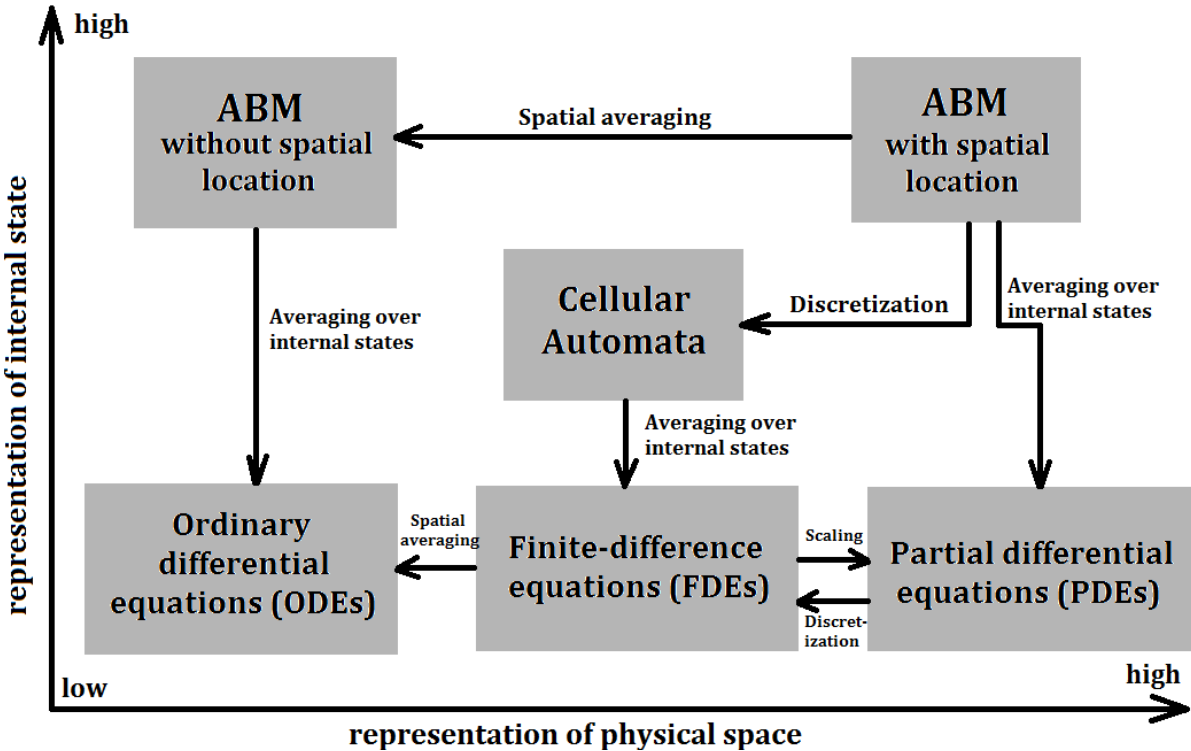 high
ABM
without spatial
location
Spatial averaging
ABM
with spatial
location
representation of internal state
Cellular
Automata
Discretization
Averaging over
internal states
Averaging over
internal states
Averaging over
internal states
Ordinary
differential
equations (ODEs)
Spatial
averaging
Finite-difference
equations (FDEs)
Scaling
Discret-
ization
Partial differential
equations (PDEs)
low
high
representation of physical space